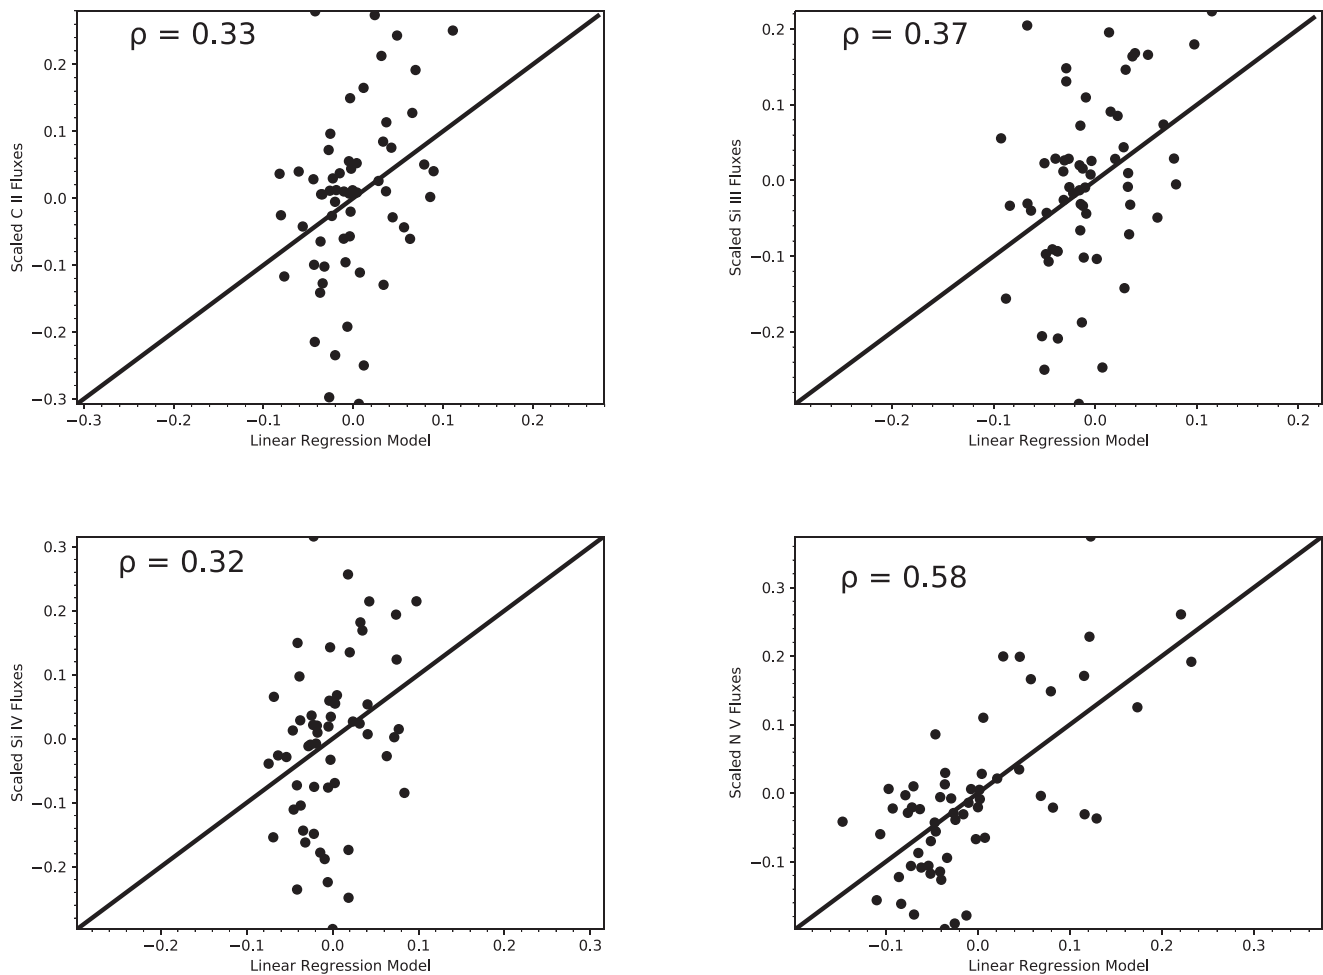 ρ = 0.33
0.2
0.1
0.0
−0.1
−0.2
−0.3
Scaled C II Fluxes
−0.3 −0.2 −0.1 0.0 0.1 0.2
Linear Regression Model
ρ = 0.37
0.2
0.1
0.0
−0.1
−0.2
Scaled Si III Fluxes
−0.2 −0.1 0.0 0.1 0.2
Linear Regression Model
ρ = 0.32
0.3
0.2
0.1
0.0
−0.1
−0.2
Scaled Si IV Fluxes
−0.2 −0.1 0.0 0.1 0.2 0.3
Linear Regression Model
ρ = 0.58
0.3
0.2
0.1
0.0
−0.1
Scaled N V Fluxes
−0.1 0.0 0.1 0.2 0.3
Linear Regression Model